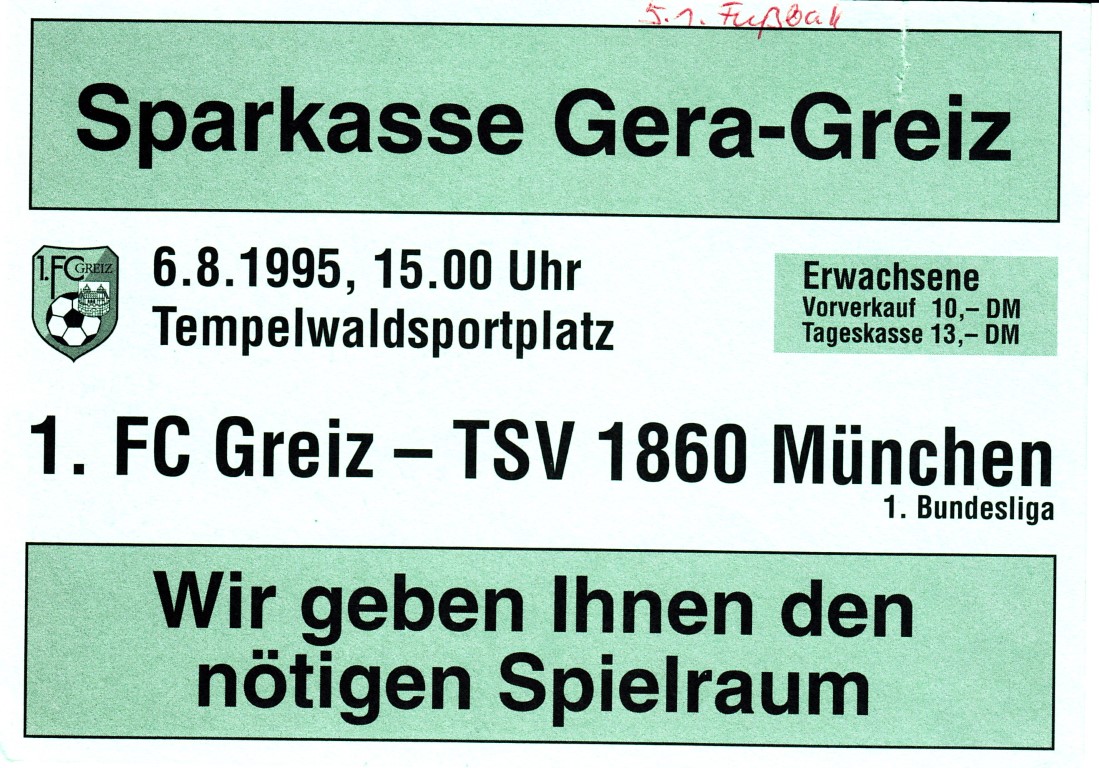 5.1. Fußball
Sparkasse Gera-Greiz
1.FC GREIZ
6.8.1995, 15.00 Uhr
Tempelwaldsportplatz
Erwachsene
Vorverkauf 10,– DM
Tageskasse 13,– DM
1. FC Greiz – TSV 1860 München
1. Bundesliga
Wir geben Ihnen den
nötigen Spielraum